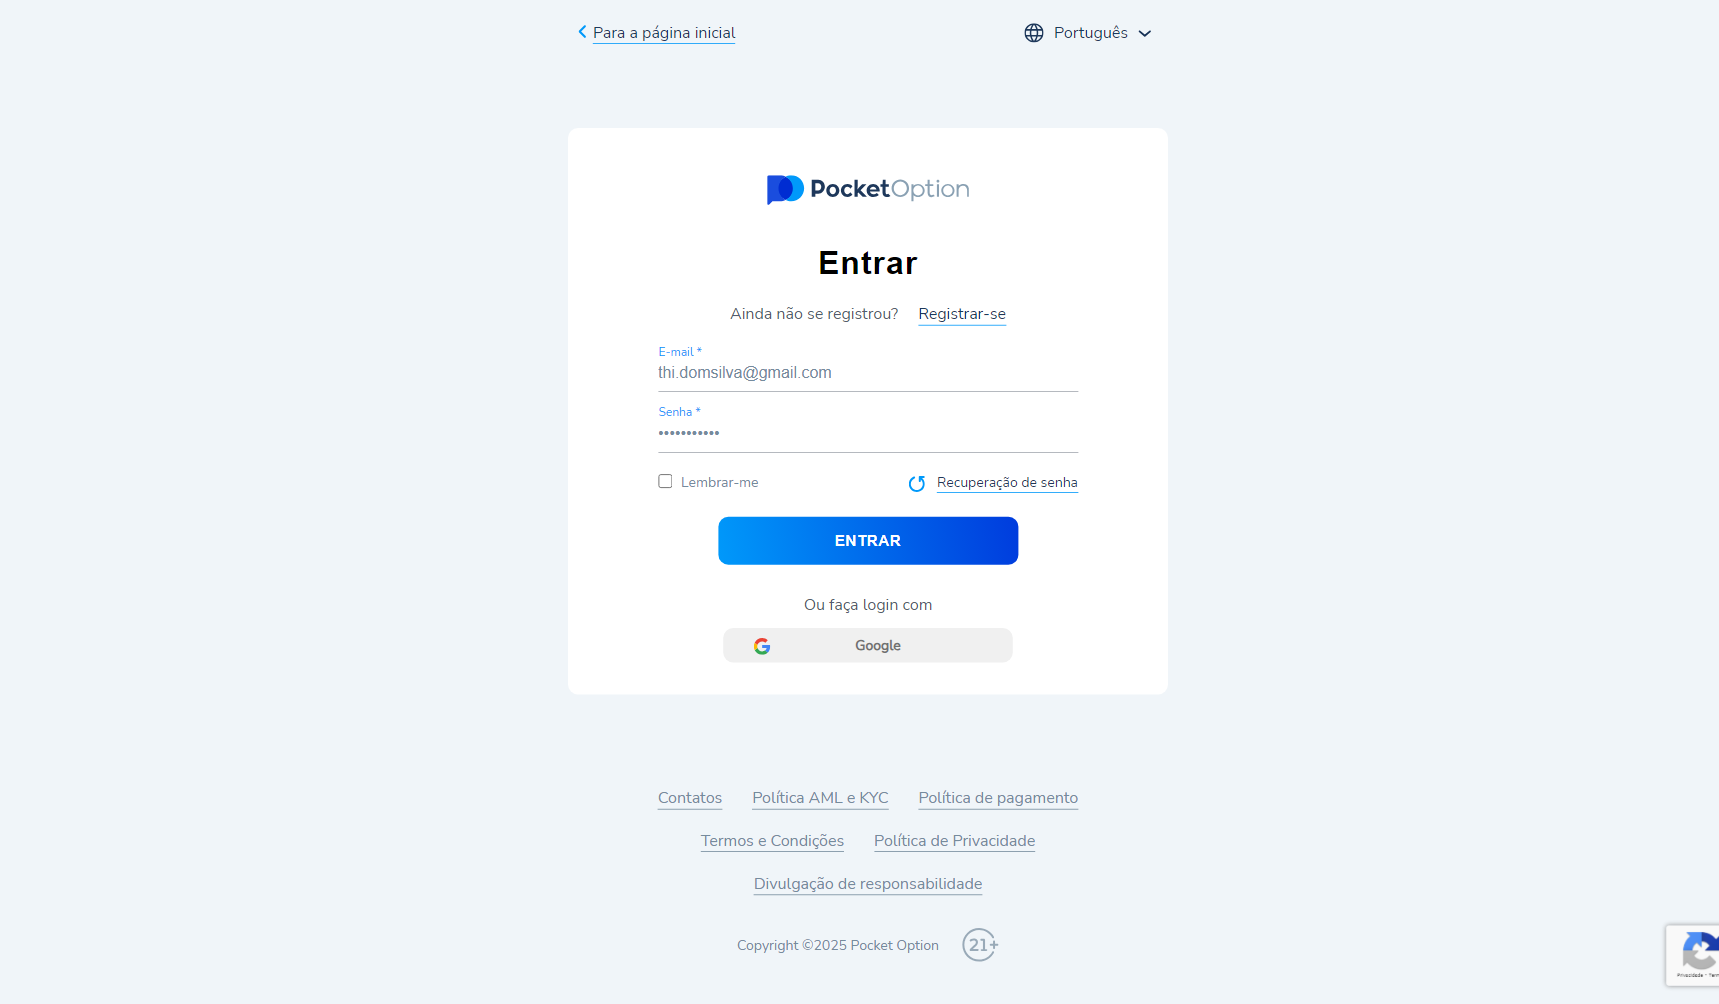 Para a página inicial
Português
PocketOption
Entrar
Ainda não se registrou? Registrar-se
E-mail *
thi.domsilva@gmail.com
Senha *
•••••••••••
Lembrar-me
Recuperação de senha
ENTRAR
Ou faça login com
Google
Contatos Política AML e KYC Política de pagamento
Termos e Condições Política de Privacidade
Divulgação de responsabilidade
Copyright ©2025 Pocket Option 21+
Privacidade